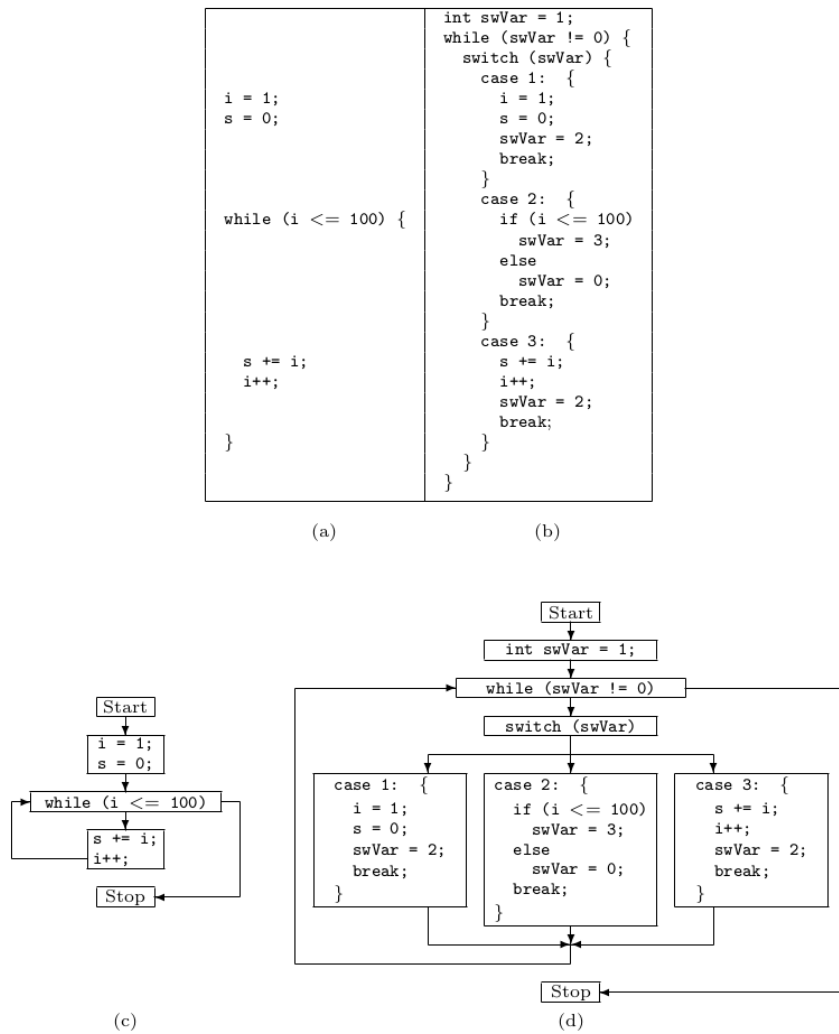 i = 1;
s = 0;
while (i <= 100) {
s += i;
i++;
}
int swVar = 1;
while (swVar != 0) {
switch (swVar) {
case 1: {
i = 1;
s = 0;
swVar = 2;
break;
}
case 2: {
if (i <= 100)
swVar = 3;
else
swVar = 0;
break;
}
case 3: {
s += i;
i++;
swVar = 2;
break;
}
}
}
(a)
(b)
Start
i = 1;
s = 0;
while (i <= 100)
s += i;
i++;
Stop
(c)
Start
int swVar = 1;
while (swVar != 0)
switch (swVar)
case 1: {
i = 1;
s = 0;
swVar = 2;
break;
}
case 2: {
if (i <= 100)
swVar = 3;
else
swVar = 0;
break;
}
case 3: {
s += i;
i++;
swVar = 2;
break;
}
Stop
(d)